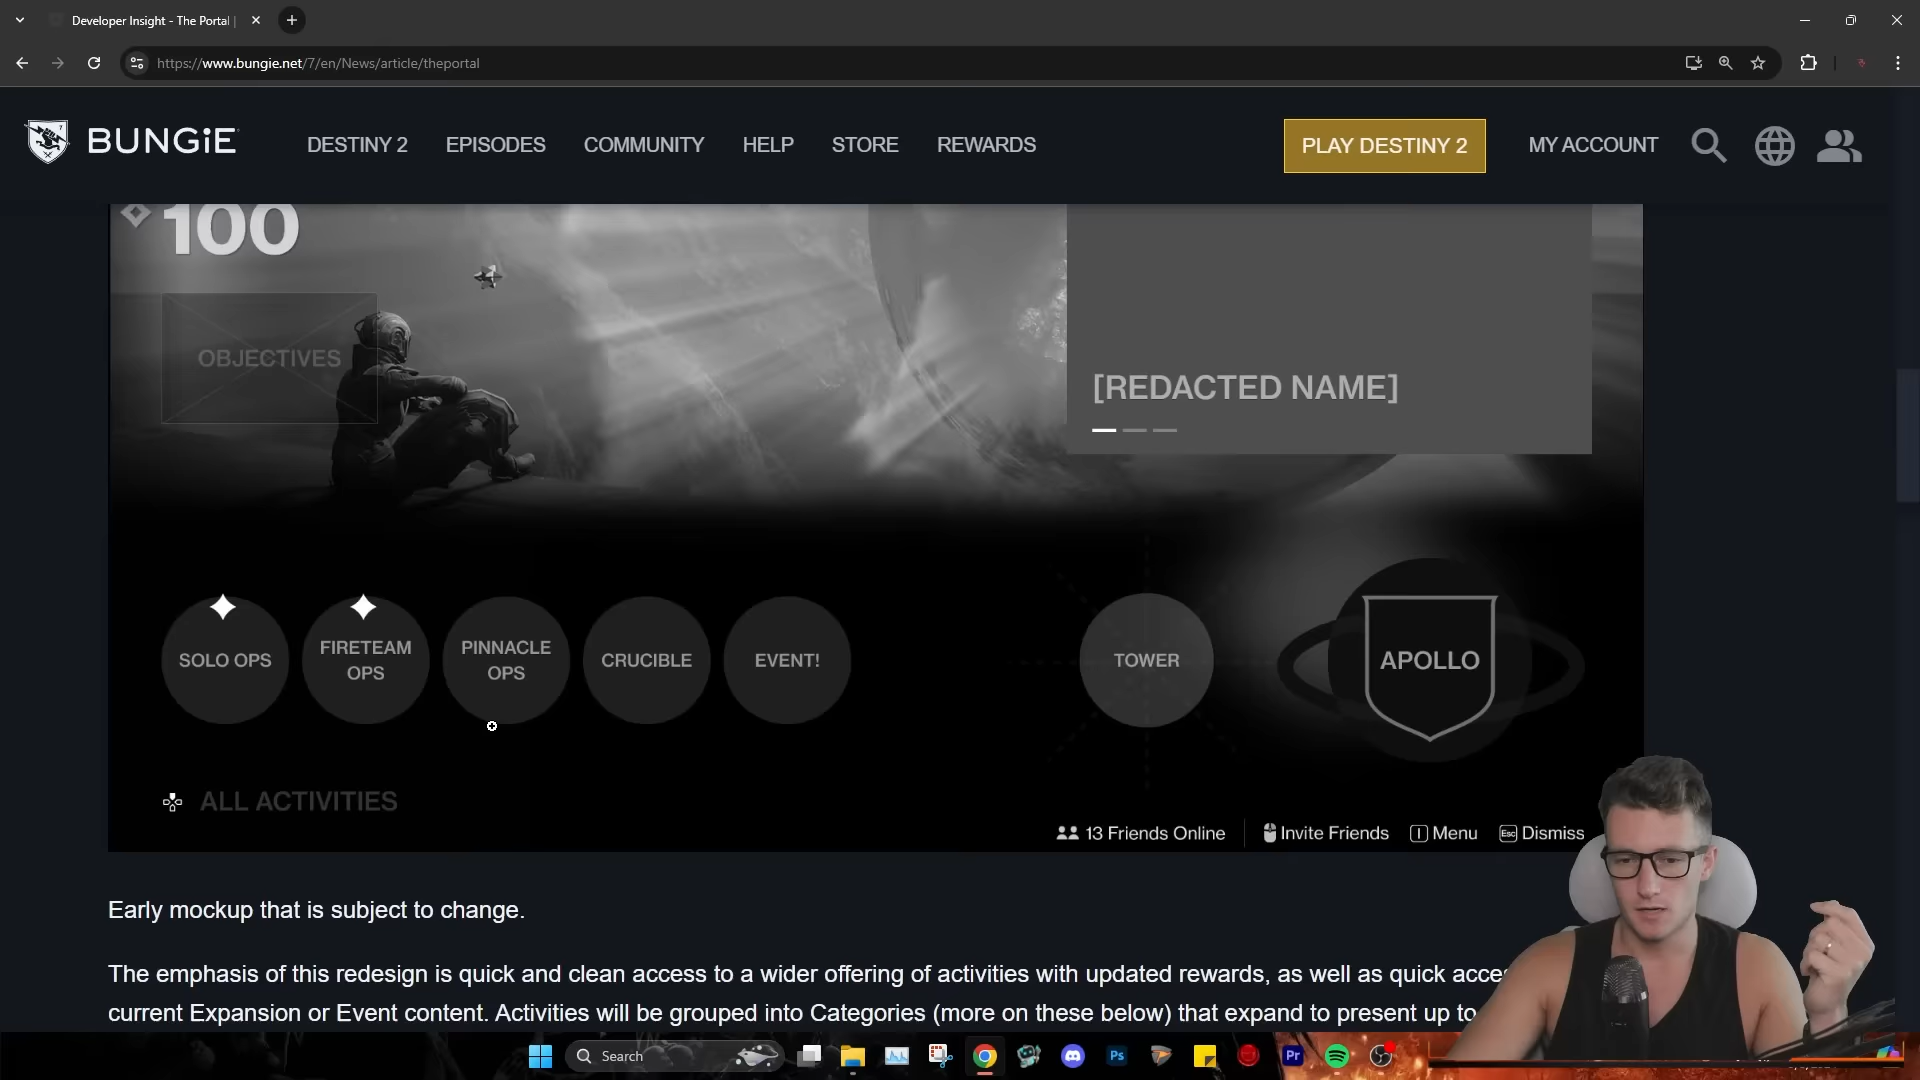 Developer Insight - The Portal |
https://www.bungie.net/7/en/News/article/theportal
BUNGiE
DESTINY 2 EPISODES COMMUNITY HELP STORE REWARDS
PLAY DESTINY 2
MY ACCOUNT
100
OBJECTIVES
[REDACTED NAME]
SOLO OPS
FIRETEAM
OPS
PINNACLE
OPS
CRUCIBLE
EVENT!
TOWER
APOLLO
ALL ACTIVITIES
13 Friends Online
Invite Friends
I Menu
Esc Dismiss
Early mockup that is subject to change.
The emphasis of this redesign is quick and clean access to a wider offering of activities with updated rewards, as well as quick
current Expansion or Event content. Activities will be grouped into Categories (more on these below) that expand to present up to
Search
Ps
Pr